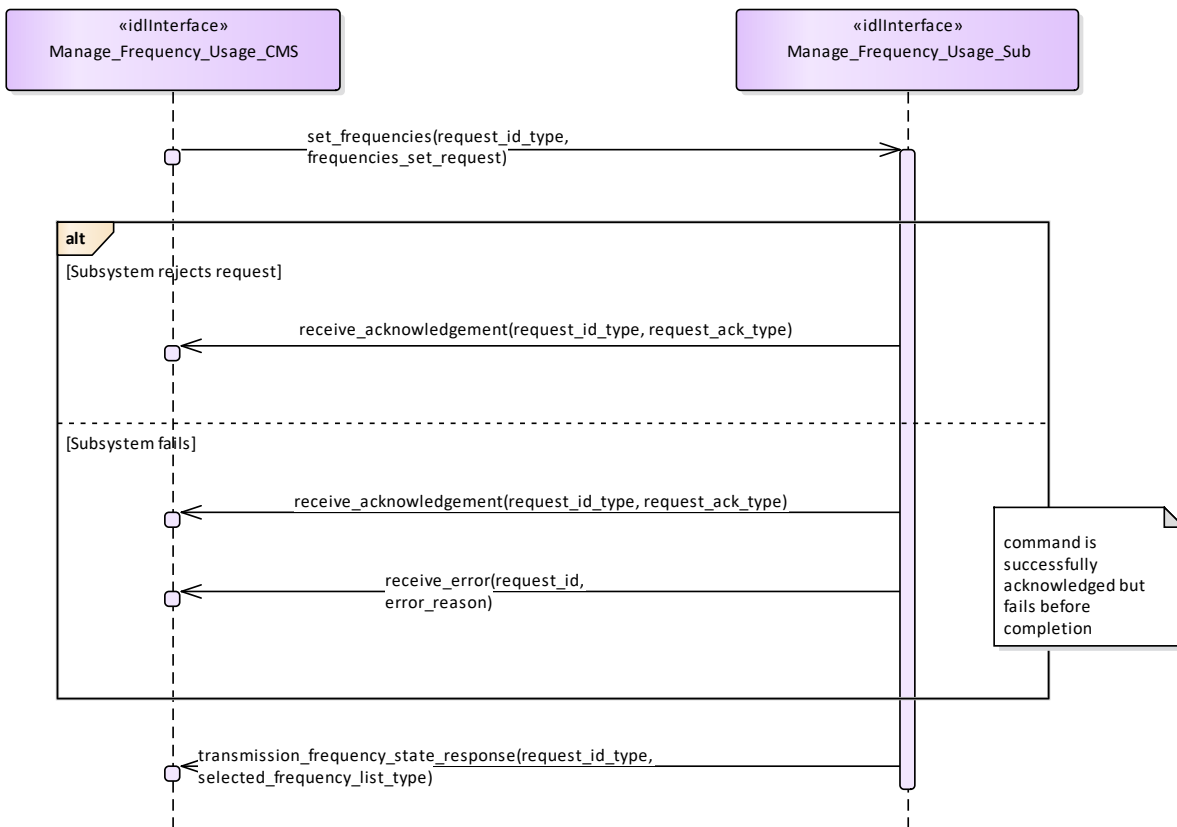 «idlInterface»
Manage_Frequency_Usage_CMS
«idlInterface»
Manage_Frequency_Usage_Sub
set_frequencies(request_id_type,
frequencies_set_request)
alt
[Subsystem rejects request]
receive_acknowledgement(request_id_type, request_ack_type)
[Subsystem fails]
receive_acknowledgement(request_id_type, request_ack_type)
command is
successfully
acknowledged but
fails before
completion
receive_error(request_id,
error_reason)
transmission_frequency_state_response(request_id_type,
selected_frequency_list_type)